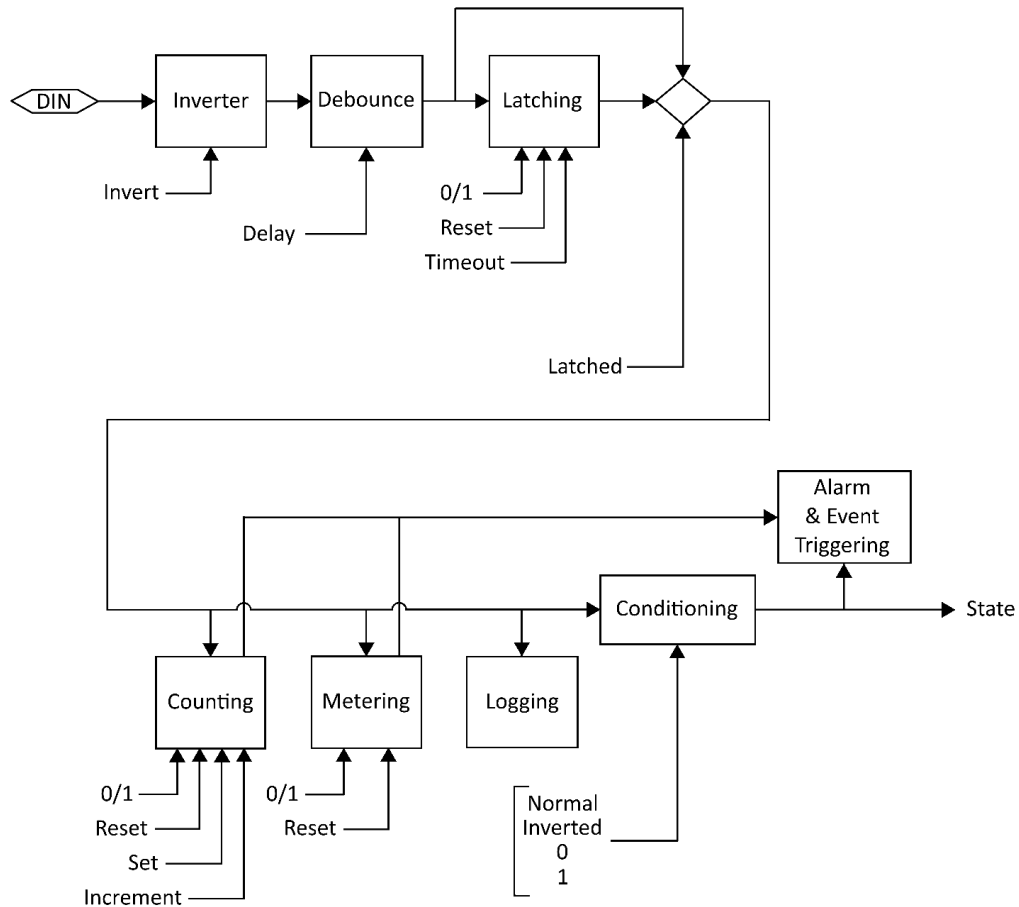 DIN
Inverter
Debounce
Latching
Invert
0/1
Delay
Reset
Timeout
Latched
Alarm
& Event
Triggering
Conditioning
State
Counting
Metering
Logging
0/1
0/1
Reset
Reset
Set
Increment
Normal
Inverted
0
1